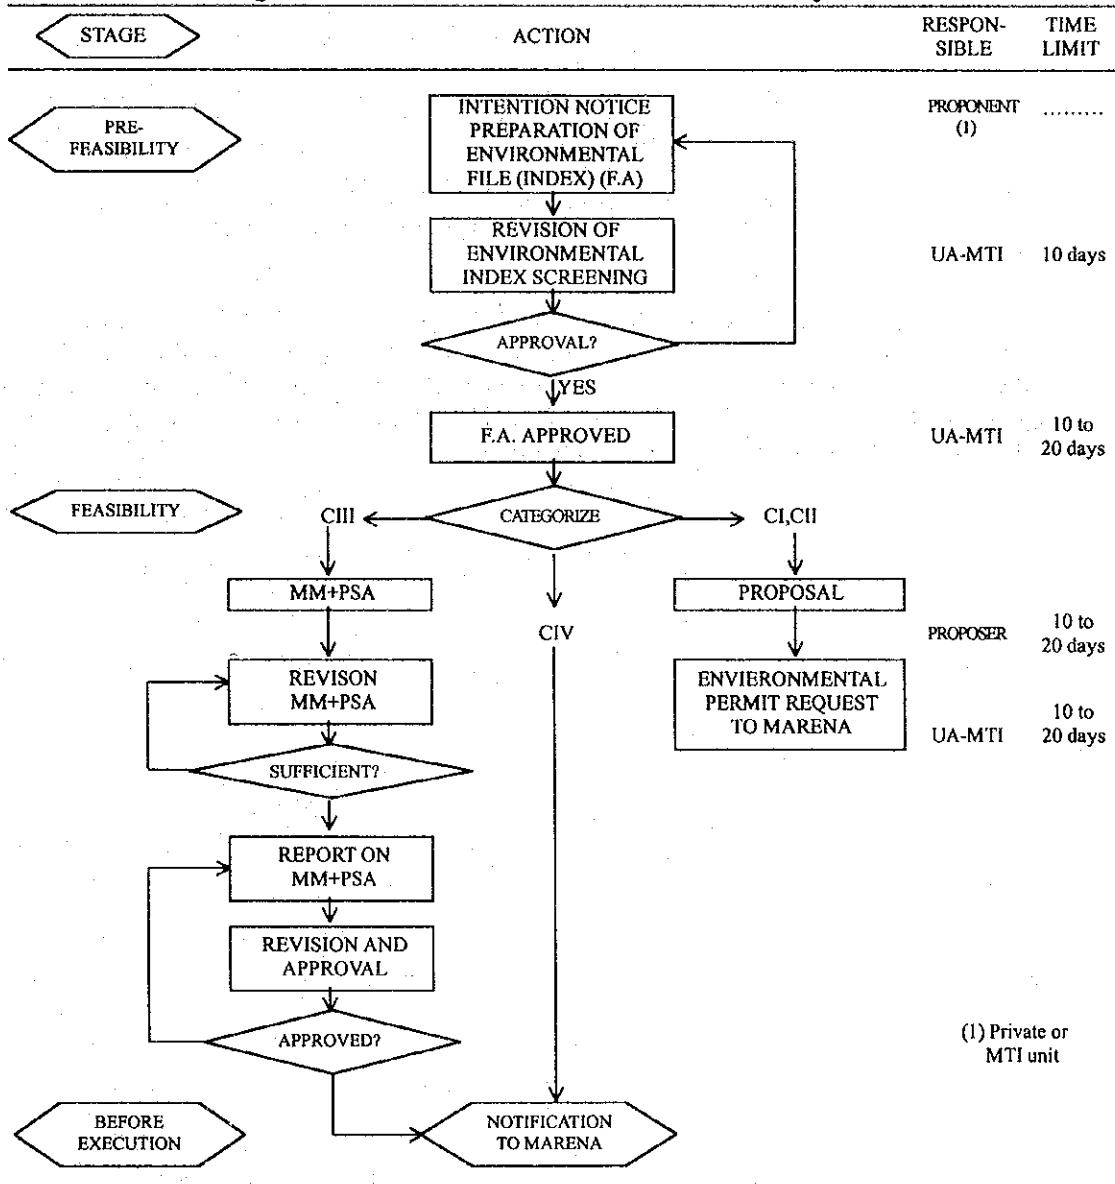 STAGE
ACTION
RESPON-
SIBLE
TIME
LIMIT
PRE-
FEASIBILITY
INTENTION NOTICE
PREPARATION OF
ENVIRONMENTAL
FILE (INDEX) (F.A)
PROPONENT
(1)
.........
REVISION OF
ENVIRONMENTAL
INDEX SCREENING
UA-MTI
10 days
APPROVAL?
YES
F.A. APPROVED
UA-MTI
10 to
20 days
FEASIBILITY
CIII
CATEGORIZE
CI,CII
MM+PSA
PROPOSAL
CIV
PROPOSER
10 to
20 days
REVISON
MM+PSA
ENVIERONMENTAL
PERMIT REQUEST
TO MARENA
UA-MTI
10 to
20 days
SUFFICIENT?
REPORT ON
MM+PSA
REVISION AND
APPROVAL
APPROVED?
(1) Private or
MTI unit
BEFORE
EXECUTION
NOTIFICATION
TO MARENA